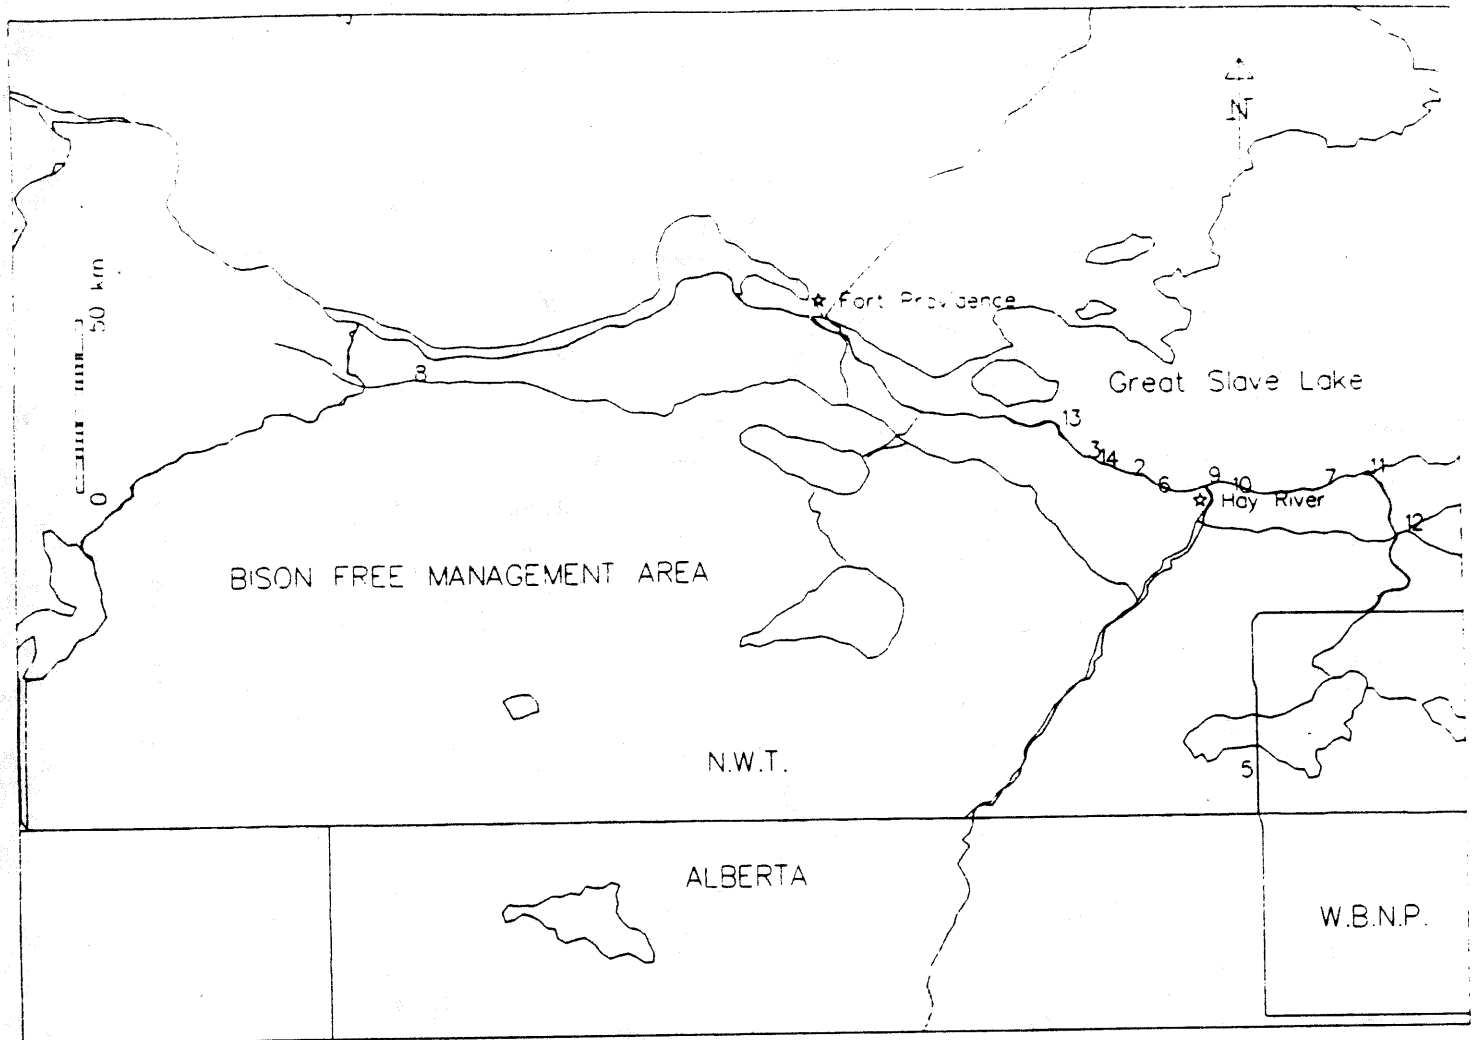 N
Fort Providence
50 km
0
8
Great Slave Lake
13
3
14
2
6
9
10
7
11
Hay River
12
BISON FREE MANAGEMENT AREA
N.W.T.
5
ALBERTA
W.B.N.P.